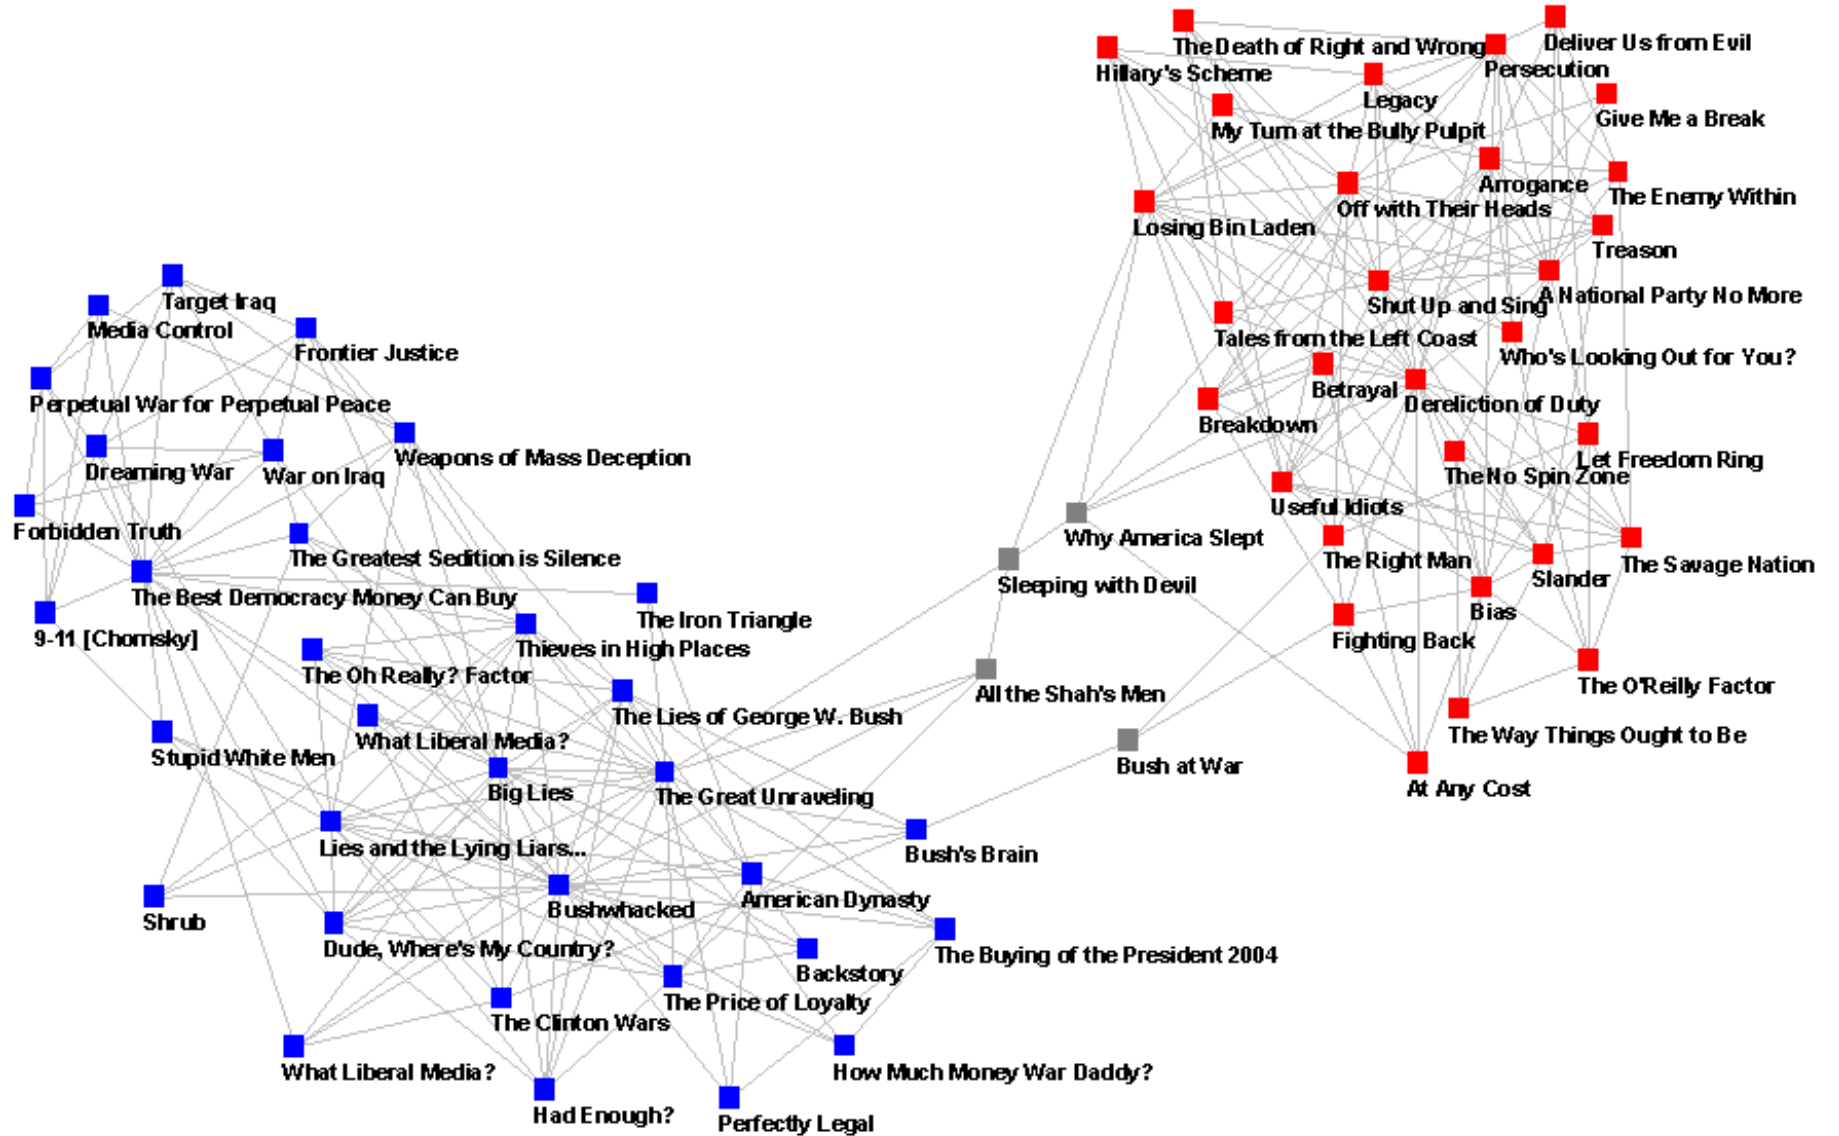 The Death of Right and Wrong
Deliver Us from Evil
Hillary's Scheme
Persecution
Legacy
Give Me a Break
My Turn at the Bully Pulpit
Arrogance
The Enemy Within
Off with Their Heads
Losing Bin Laden
Treason
A National Party No More
Shut Up and Sing
Tales from the Left Coast
Who's Looking Out for You?
Betrayal
Dereliction of Duty
Breakdown
Let Freedom Ring
The No Spin Zone
Useful Idiots
The Right Man
Slander
The Savage Nation
Bias
Fighting Back
The O'Reilly Factor
The Way Things Ought to Be
At Any Cost
Why America Slept
Sleeping with Devil
All the Shah's Men
Bush at War
Target Iraq
Media Control
Frontier Justice
Perpetual War for Perpetual Peace
Dreaming War
War on Iraq
Weapons of Mass Deception
Forbidden Truth
The Greatest Sedition is Silence
The Best Democracy Money Can Buy
The Iron Triangle
9-11 [Chomsky]
Thieves in High Places
The Oh Really? Factor
The Lies of George W. Bush
What Liberal Media?
Stupid White Men
Big Lies
The Great Unraveling
Lies and the Lying Liars...
Bush's Brain
American Dynasty
Bushwhacked
Shrub
Dude, Where's My Country?
The Buying of the President 2004
Backstory
The Price of Loyalty
The Clinton Wars
What Liberal Media?
How Much Money War Daddy?
Had Enough?
Perfectly Legal